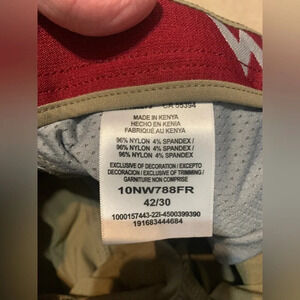 CA 05394
MADE IN KENYA
HECHO EN KENIA
FABRIQUÉ AU KENYA
96% NYLON 4% SPANDEX /
96% NYLON 4% SPANDEX /
96% NYLON 4% SPANDEX
EXCLUSIVE OF DECORATION / EXCEPTO
DECORACION / EXCLUSIVE OF TRIMMING /
GARNITURE NON COMPRISE
10NW788FR
42/30
1000157443-22I-4500399390
191683444684